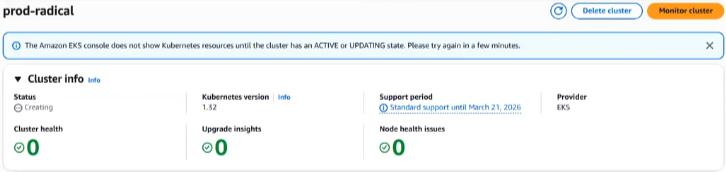 prod-radical
Delete cluster
Monitor cluster
The Amazon EKS console does not show Kubernetes resources until the cluster has an ACTIVE or UPDATING state. Please try again in a few minutes.
Cluster info Info
Status
Creating
Kubernetes version Info
1.32
Support period
Standard support until March 21, 2026
Provider
EKS
Cluster health
0
Upgrade insights
0
Node health issues
0